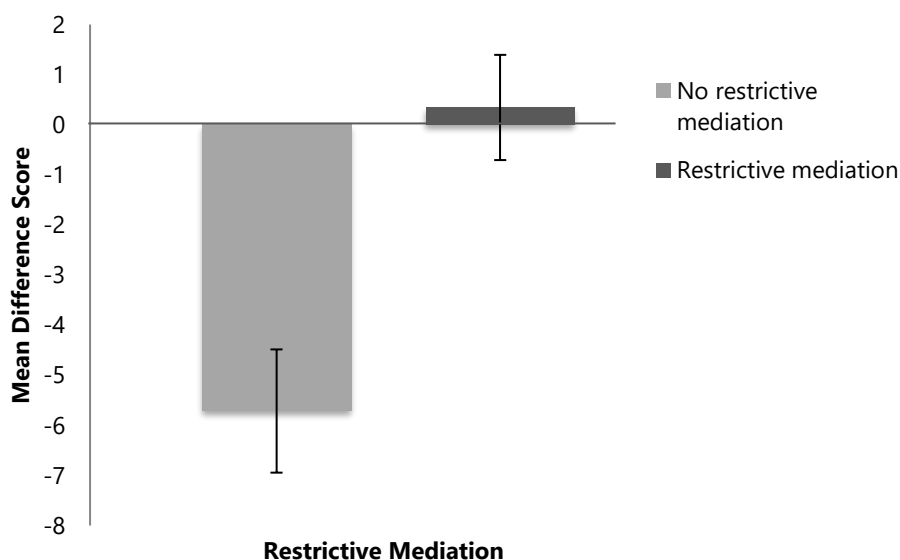 2
1
0
-1
-2
-3
-4
-5
-6
-7
-8
Mean Difference Score
Restrictive Mediation
No restrictive
mediation
Restrictive mediation